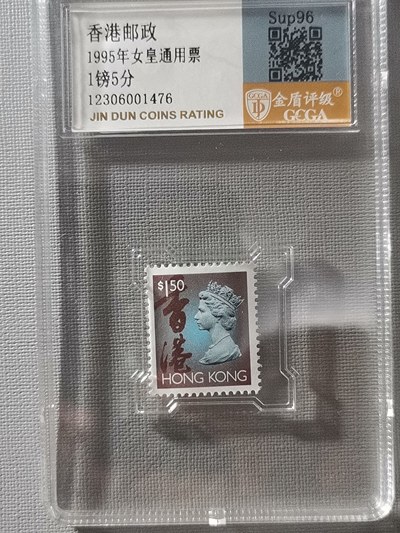 Sup96
香港邮政
1995年女皇通用票
1镑5分
12306001476
JIN DUN COINS RATING
金盾评级®
GCGA
$1.50
香港
HONG KONG